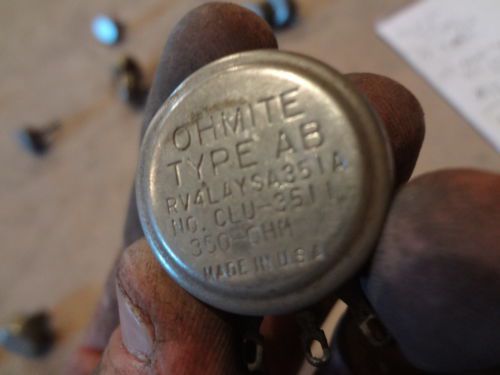 OHMITE
TYPE AB
RV4LAYSA351A
NO. CLU-3511
350 OHM
MADE IN U.S.A.